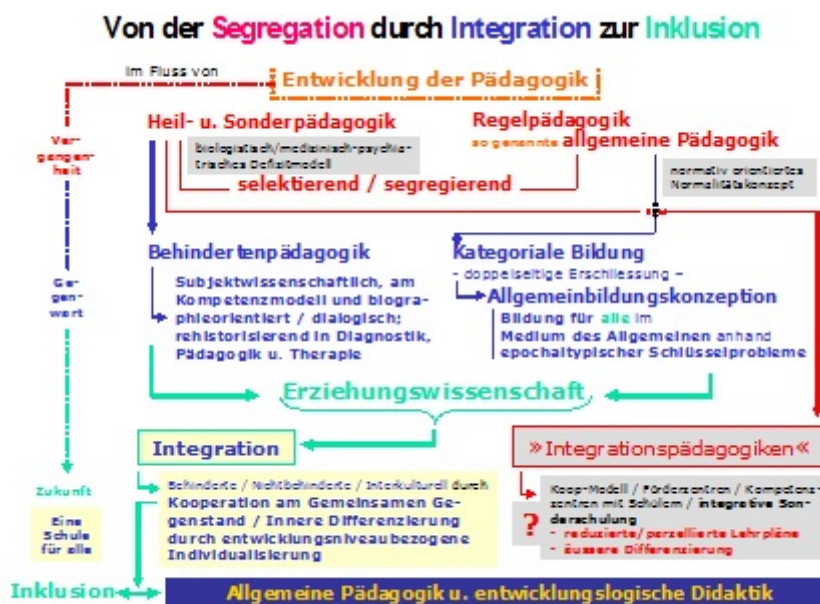 Von der Segregation durch Integration zur Inklusion
im Fluss von
Entwicklung der Pädagogik
Ver-
gangen-
heit
Heil- u. Sonderpädagogik
biologistisch/medizinisch-psychia-
trisches Defizitmodell
Regelpädagogik
so genannte allgemeine Pädagogik
selektierend / segregierend
normativ orientiertes
Normalitätskonzept
Ge-
gen-
wart
Behindertenpädagogik
Subjektwissenschaftlich, am
Kompetenzmodell und biogra-
phieorientiert / dialogisch;
rehistorisierend in Diagnostik,
Pädagogik u. Therapie
Kategoriale Bildung
- doppelseitige Erschliessung –
Allgemeinbildungskonzeption
Bildung für alle im
Medium des Allgemeinen anhand
epochaltypischer Schlüsselprobleme
Erziehungswissenschaft
Integration
»Integrationspädagogiken«
Zukunft
Eine
Schule
für alle
Behinderte / Nichtbehinderte / Interkulturell durch
Kooperation am Gemeinsamen Ge-
genstand / Innere Differenzierung
durch entwicklungsniveaubezogene
Individualisierung
?
Koop-Modell / Förderzentren / Kompetenz-
zentren mit Schülern / integrative Son-
derschulung
- reduzierte/parzellierte Lehrpläne
- äussere Differenzierung
Inklusion
Allgemeine Pädagogik u. entwicklungslogische Didaktik